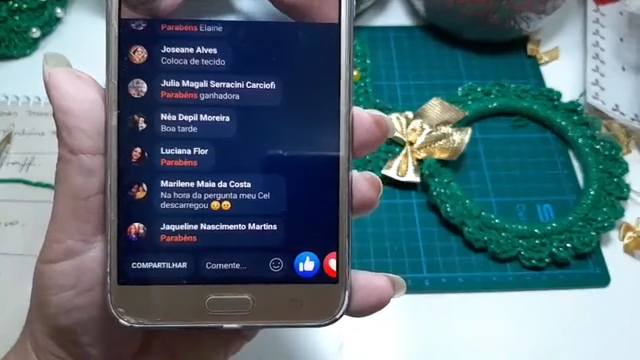 Parabéns Elaine
Joseane Alves
Coloca de tecido
Julia Magali Serracini Carciofi
Parabéns ganhadora
Néa Depil Moreira
Boa tarde
Luciana Flor
Parabéns
Marilene Maia da Costa
Na hora da pergunta meu Cel
descarregou 😢😢
Jaqueline Nascimento Martins
Parabéns
COMPARTILHAR
Comente...